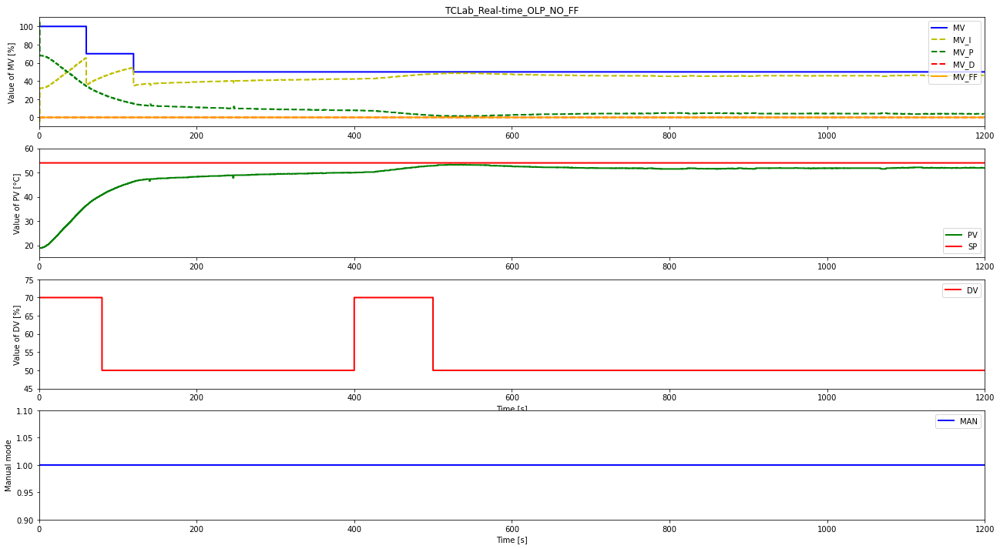 TCLab_Real-time_OLP_NO_FF
Value of MV [%]
100
80
60
40
20
0
MV
MV_I
MV_P
MV_D
MV_FF
0 200 400 600 800 1000 1200
Value of PV [°C]
60
50
40
30
20
PV
SP
0 200 400 600 800 1000 1200
Value of DV [%]
75
70
65
60
55
50
45
DV
0 200 400 600 800 1000 1200
Time [s]
Manual mode
1.10
1.05
1.00
0.95
0.90
MAN
0 200 400 600 800 1000 1200
Time [s]